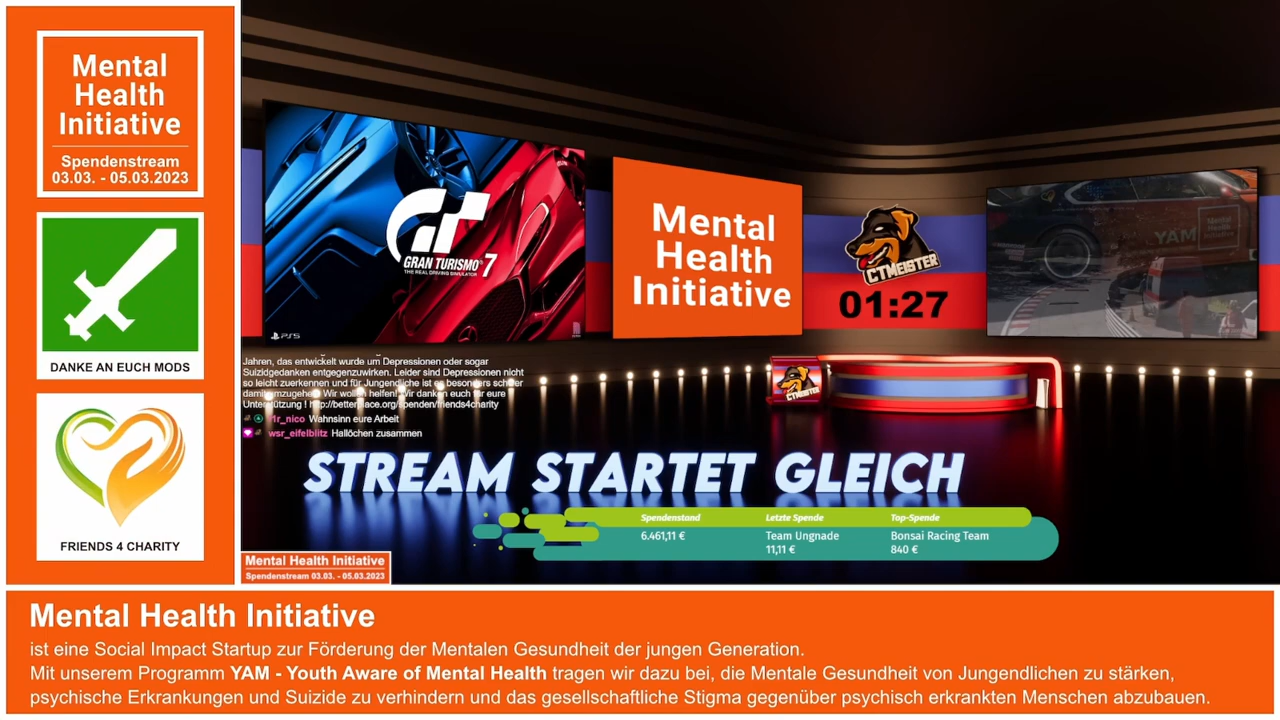 Mental
Health
Initiative
Spendenstream
03.03. - 05.03.2023
DANKE AN EUCH MODS
FRIENDS 4 CHARITY
GRAN TURISMO 7
THE REAL DRIVING SIMULATOR
PS5
Mental
Health
Initiative
CTMEISTER
01:27
YAM
Jahren, das entwickelt wurde um Depressionen oder sogar
Suizidgedanken entgegenzuwirken. Leider sind Depressionen nicht
so leicht zuerkennen und für Jugendliche ist es besonders schwer
damit umzugehen. Wir wollen helfen! Wir danken euch für eure
Unterstützung ! http://betterplace.org/spenden/friends4charity
1r_nico Wahnsinn eure Arbeit
wsr_eifelblitz Hallöchen zusammen
CTMEISTER
STREAM STARTET GLEICH
Spendenstand Letzte Spende Top-Spende
6.461,11 € Team Ungnade Bonsai Racing Team
11,11 € 840 €
Mental Health Initiative
Spendenstream 03.03. - 05.03.2023
Mental Health Initiative
ist eine Social Impact Startup zur Förderung der Mentalen Gesundheit der jungen Generation.
Mit unserem Programm YAM - Youth Aware of Mental Health tragen wir dazu bei, die Mentale Gesundheit von Jugendlichen zu stärken,
psychische Erkrankungen und Suizide zu verhindern und das gesellschaftliche Stigma gegenüber psychisch erkrankten Menschen abzubauen.